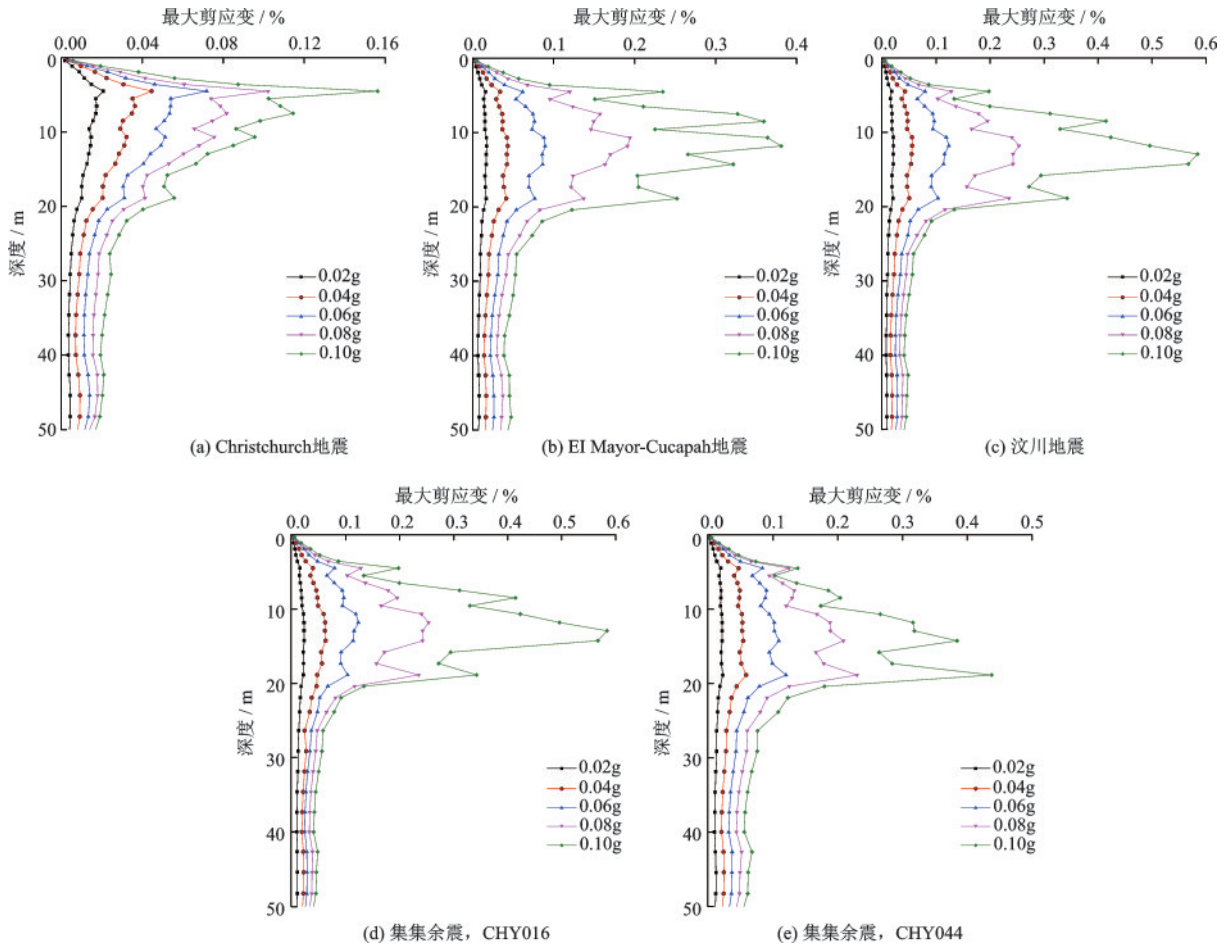 最大剪应变 / %
0.00 0.04 0.08 0.12 0.16
0
10
20
30
40
50
深度 / m
0.02g
0.04g
0.06g
0.08g
0.10g
(a) Christchurch地震
最大剪应变 / %
0.0 0.1 0.2 0.3 0.4
0
10
20
30
40
50
深度 / m
0.02g
0.04g
0.06g
0.08g
0.10g
(b) EI Mayor-Cucapah地震
最大剪应变 / %
0.0 0.1 0.2 0.3 0.4 0.5 0.6
0
10
20
30
40
50
深度 / m
0.02g
0.04g
0.06g
0.08g
0.10g
(c) 汶川地震
最大剪应变 / %
0.0 0.1 0.2 0.3 0.4 0.5 0.6
0
10
20
30
40
50
深度 / m
0.02g
0.04g
0.06g
0.08g
0.10g
(d) 集集余震，CHY016
最大剪应变 / %
0.0 0.1 0.2 0.3 0.4 0.5
0
10
20
30
40
50
深度 / m
0.02g
0.04g
0.06g
0.08g
0.10g
(e) 集集余震，CHY044